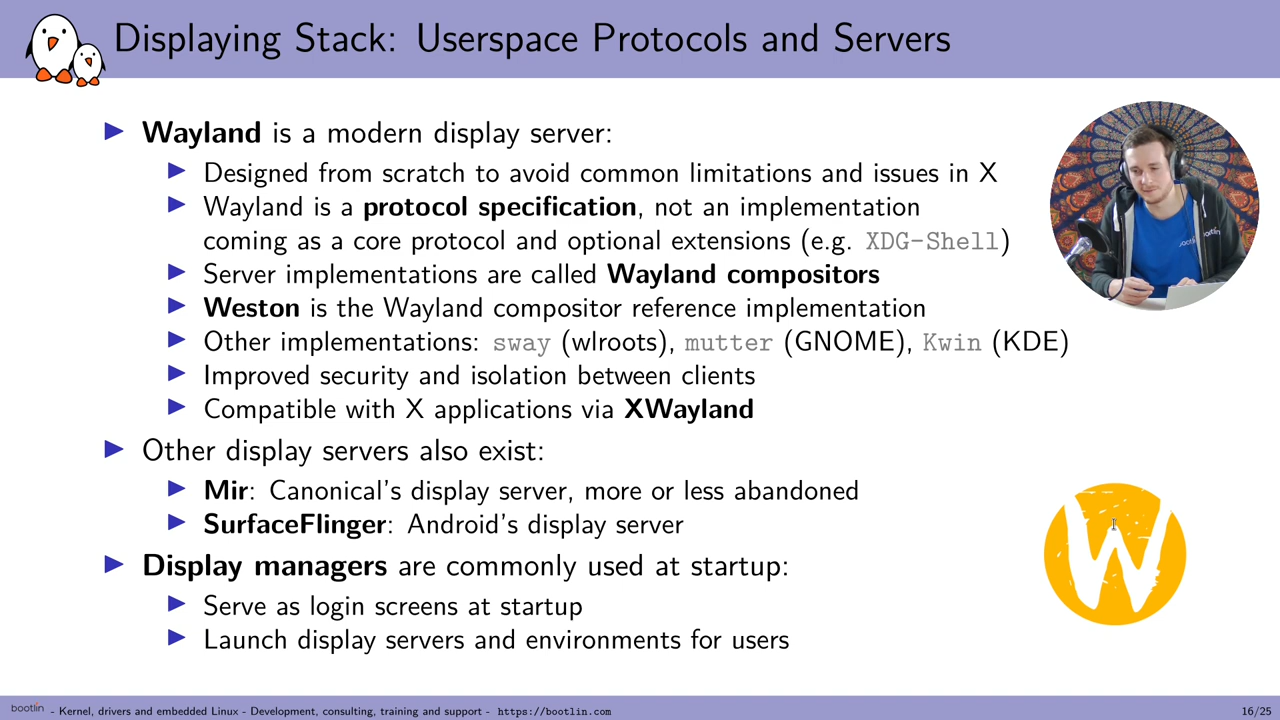 Displaying Stack: Userspace Protocols and Servers
Wayland is a modern display server:
Designed from scratch to avoid common limitations and issues in X
Wayland is a protocol specification, not an implementation
coming as a core protocol and optional extensions (e.g. XDG-Shell)
Server implementations are called Wayland compositors
Weston is the Wayland compositor reference implementation
Other implementations: sway (wlroots), mutter (GNOME), Kwin (KDE)
Improved security and isolation between clients
Compatible with X applications via XWayland
Other display servers also exist:
Mir: Canonical's display server, more or less abandoned
SurfaceFlinger: Android's display server
Display managers are commonly used at startup:
Serve as login screens at startup
Launch display servers and environments for users
W
bootlin - Kernel, drivers and embedded Linux - Development, consulting, training and support - https://bootlin.com
16/25